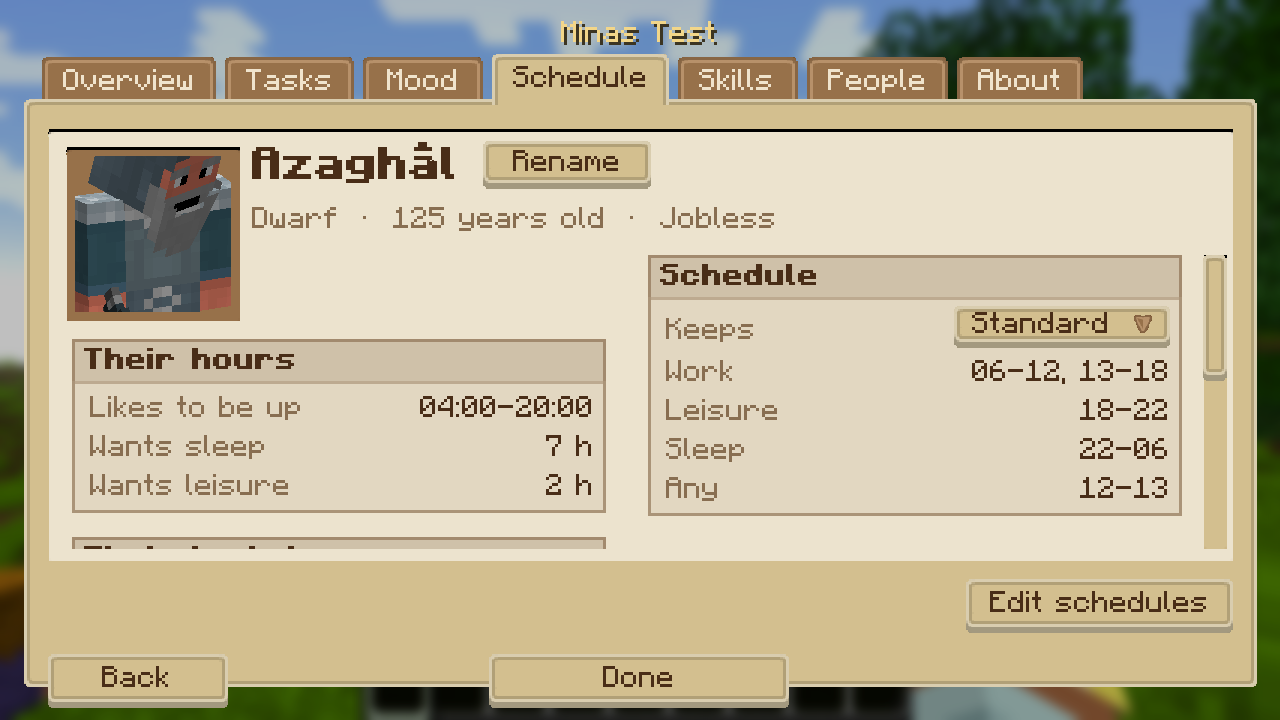 Minas Test
Overview Tasks Mood Schedule Skills People About
Azaghâl Rename
Dwarf · 125 years old · Jobless
Their hours
Likes to be up 04:00–20:00
Wants sleep 7 h
Wants leisure 2 h
Schedule
Keeps Standard
Work 06–12, 13–18
Leisure 18–22
Sleep 22–06
Any 12–13
Edit schedules
Back Done